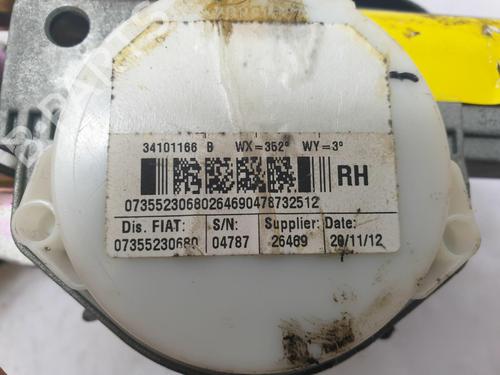 34101166 B WX=352° WY=3°
RH
07355230680264690478732512
Dis. FIAT: S/N: Supplier: Date:
07355230680 04787 26469 20/11/12